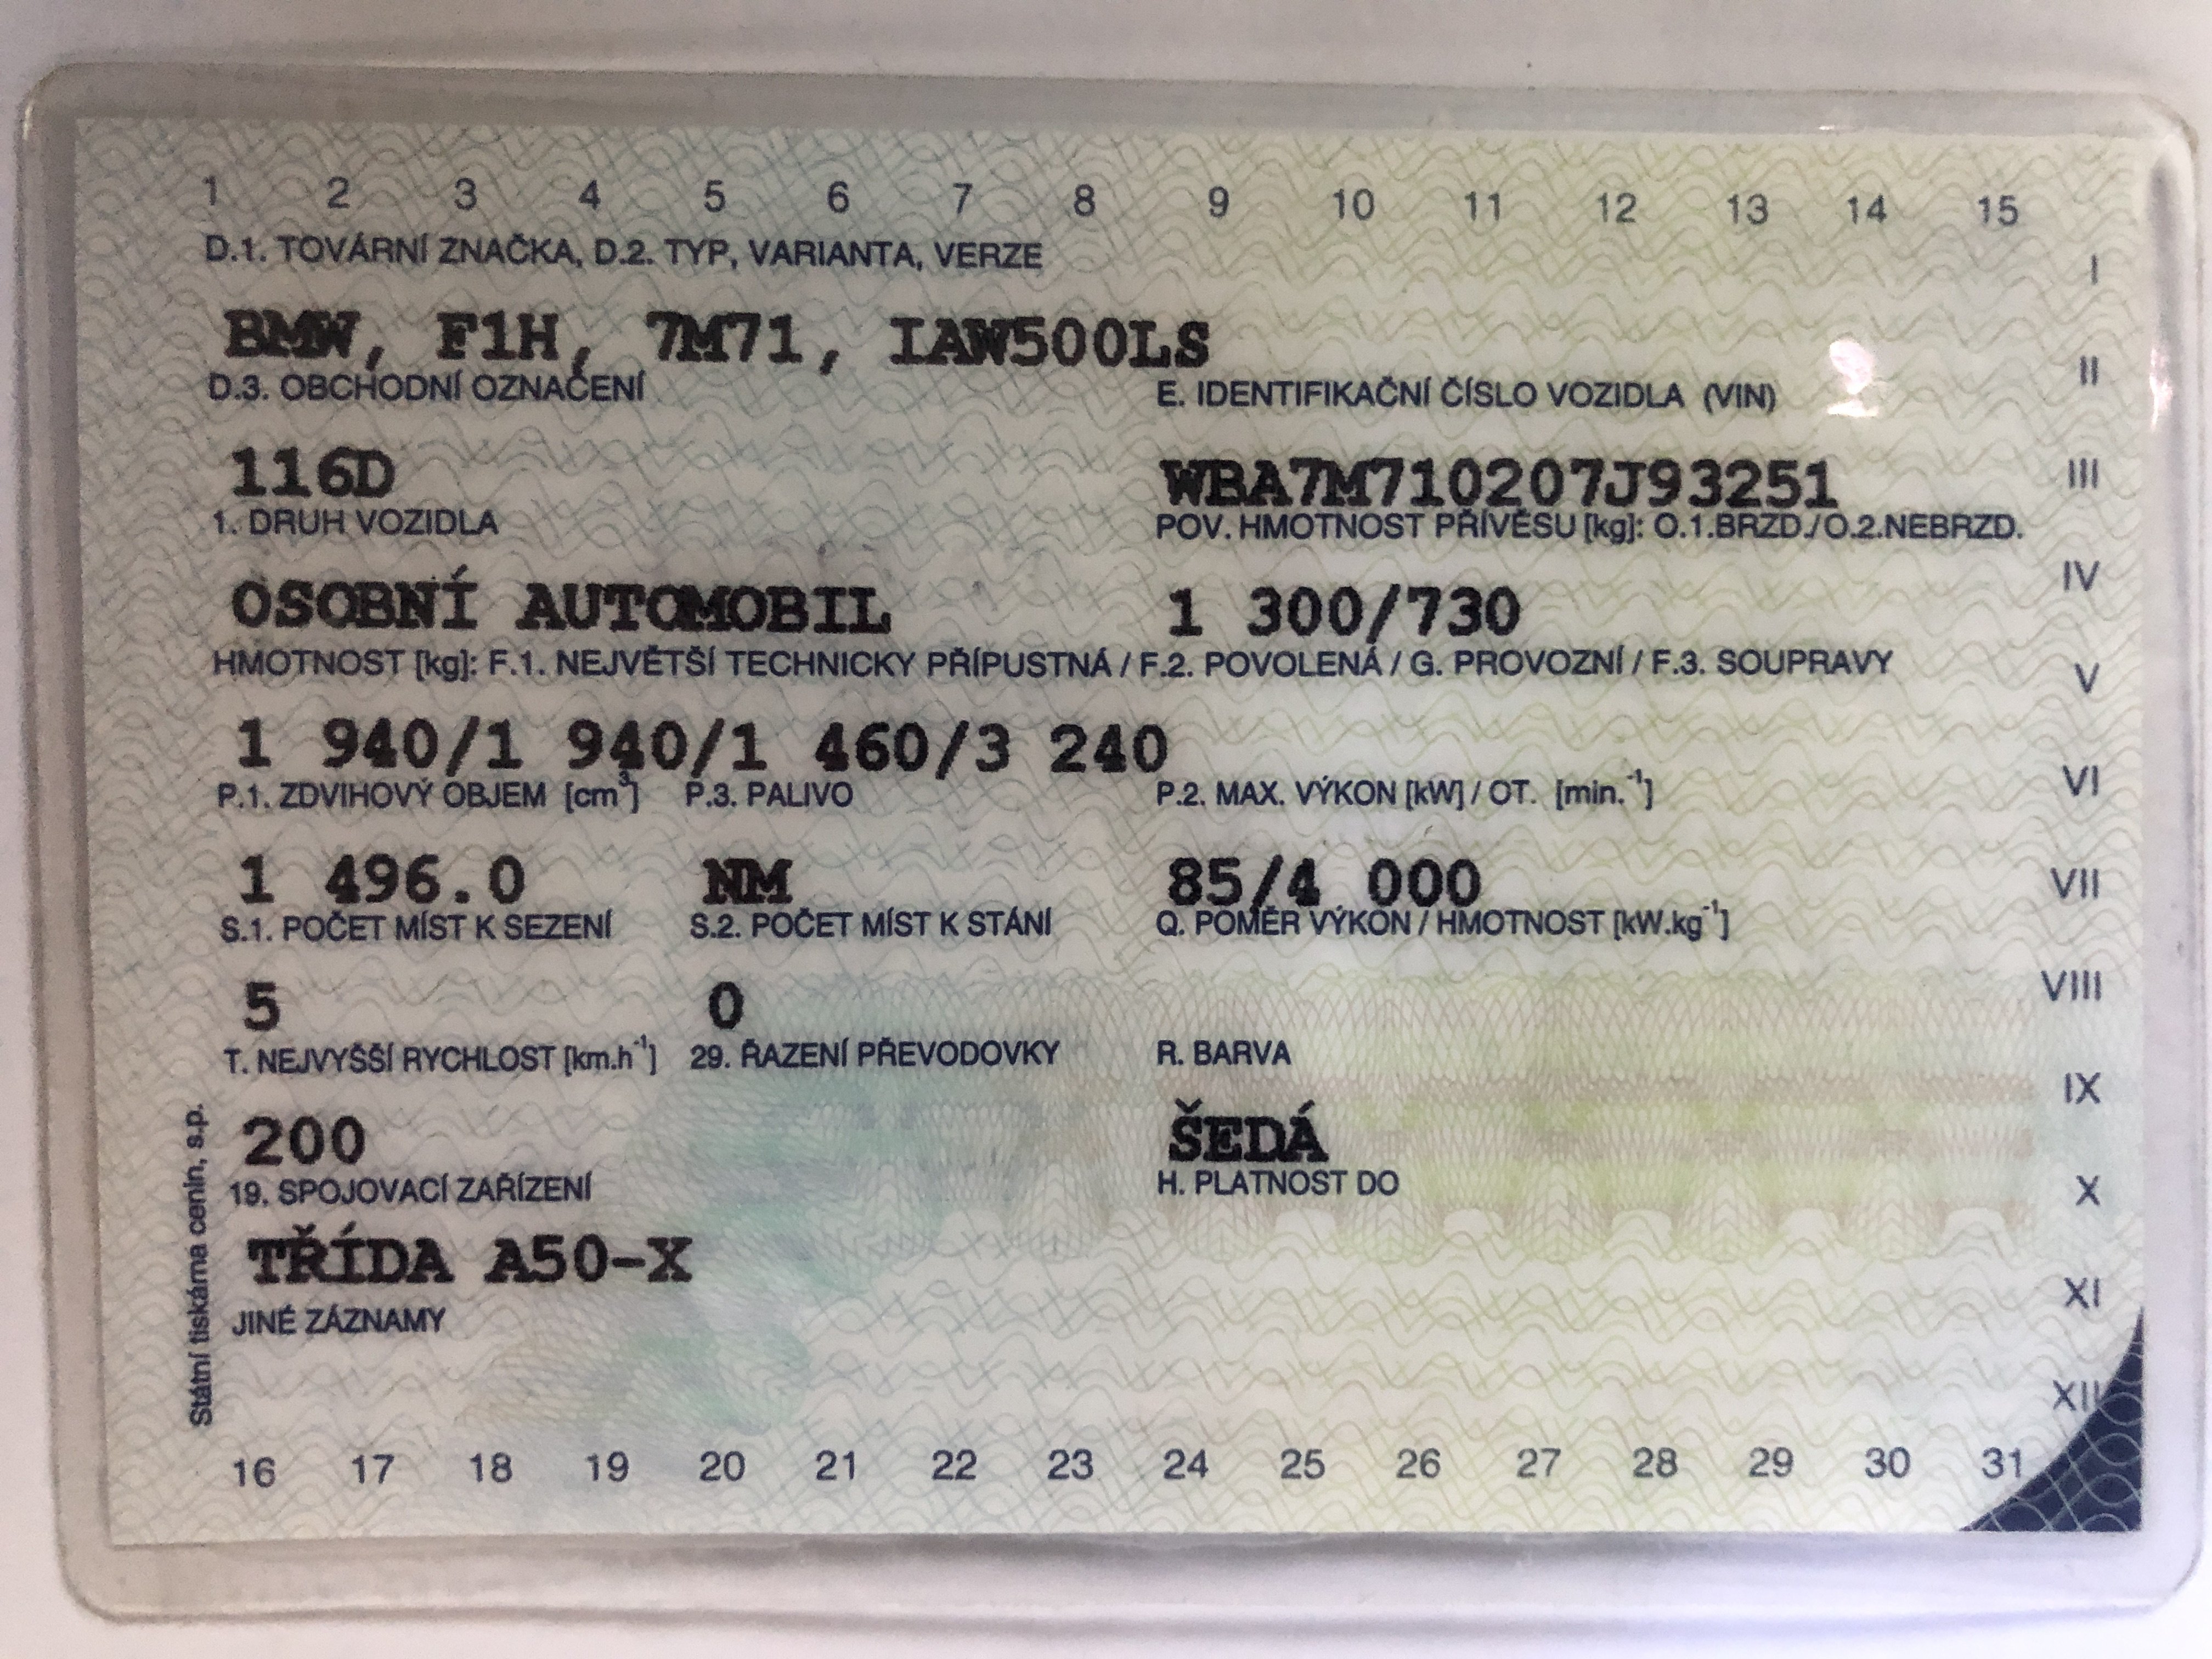 1 2 3 4 5 6 7 8 9 10 11 12 13 14 15
D.1. TOVÁRNÍ ZNAČKA, D.2. TYP, VARIANTA, VERZE
I
BMW, F1H, 7M71, IAW500LS
D.3. OBCHODNÍ OZNAČENÍ E. IDENTIFIKAČNÍ ČÍSLO VOZIDLA (VIN)
II
116D WBA7M710207J93251
III
1. DRUH VOZIDLA POV. HMOTNOST PŘÍVĚSU [kg]: O.1.BRZD./O.2.NEBRZD.
OSOBNÍ AUTOMOBIL 1 300/730
IV
HMOTNOST [kg]: F.1. NEJVĚTŠÍ TECHNICKY PŘÍPUSTNÁ / F.2. POVOLENÁ / G. PROVOZNÍ / F.3. SOUPRAVY
V
1 940/1 940/1 460/3 240
P.1. ZDVIHOVÝ OBJEM [cm³] P.3. PALIVO P.2. MAX. VÝKON [kW] / OT. [min.⁻¹]
VI
1 496.0 NM 85/4 000
VII
S.1. POČET MÍST K SEZENÍ S.2. POČET MÍST K STÁNÍ Q. POMĚR VÝKON / HMOTNOST [kW.kg⁻¹]
5 0
VIII
T. NEJVYŠŠÍ RYCHLOST [km.h⁻¹] 29. ŘAZENÍ PŘEVODOVKY R. BARVA
IX
200 ŠEDÁ
19. SPOJOVACÍ ZAŘÍZENÍ H. PLATNOST DO
X
TŘÍDA A50-X
XI
JINÉ ZÁZNAMY
XII
Státní tiskárna cenin, s.p.
16 17 18 19 20 21 22 23 24 25 26 27 28 29 30 31